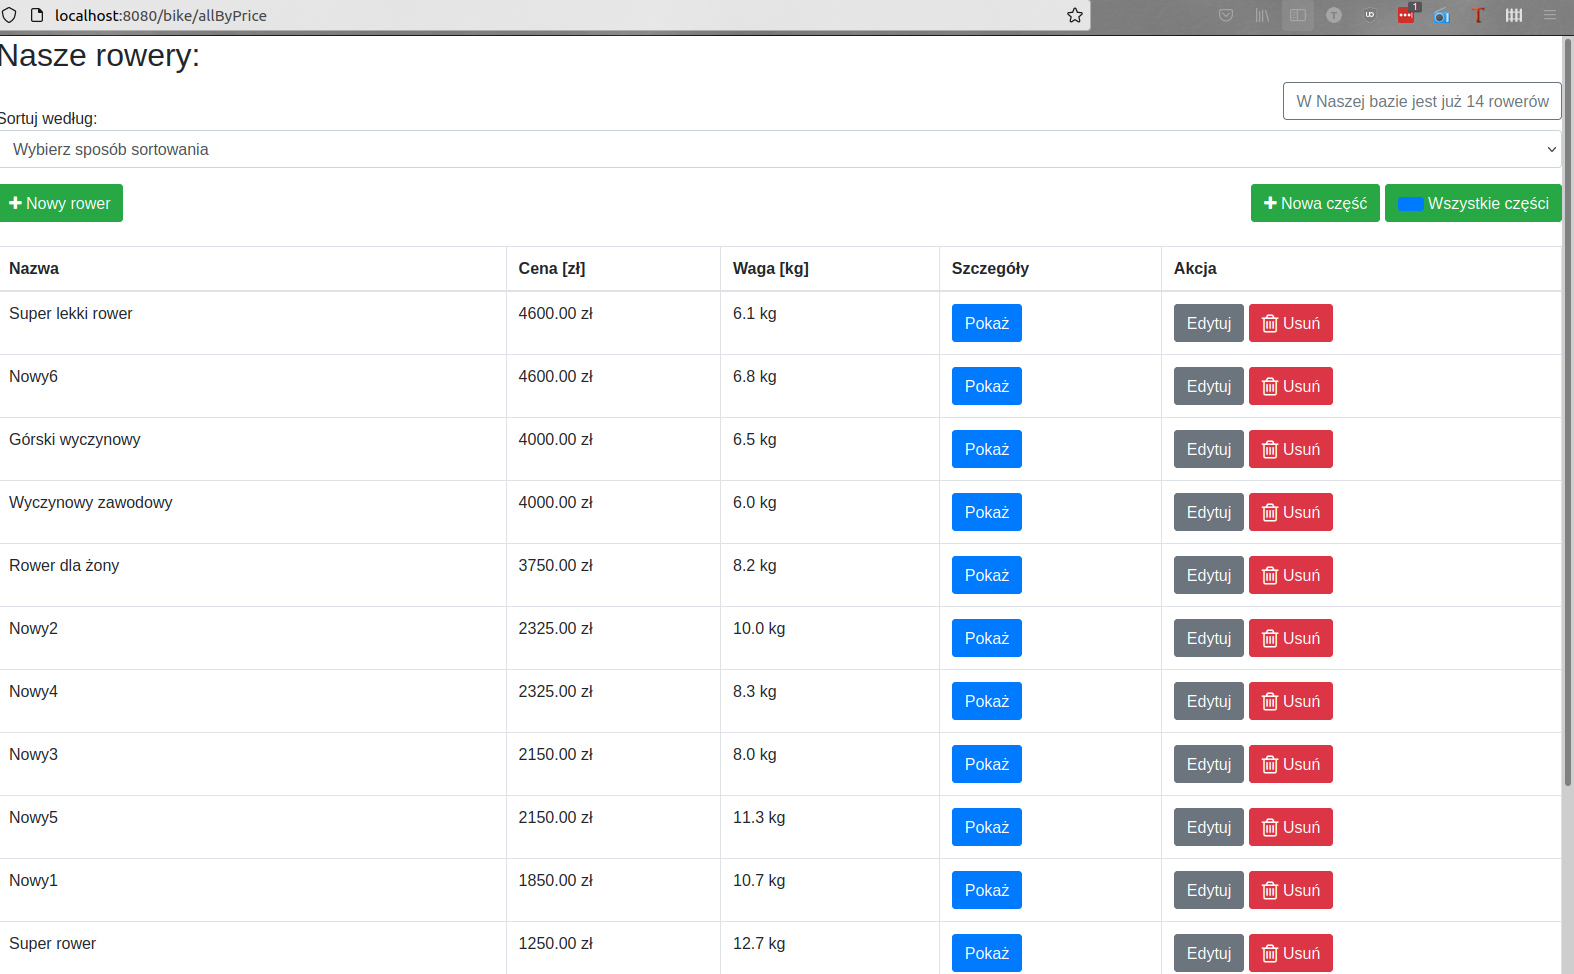 localhost:8080/bike/allByPrice
1
Nasze rowery:
W Naszej bazie jest już 14 rowerów
Sortuj według:
Wybierz sposób sortowania
Nowy rower
Nowa część
Wszystkie części
Nazwa Cena [zł] Waga [kg] Szczegóły Akcja
Super lekki rower 4600.00 zł 6.1 kg Pokaż Edytuj Usuń
Nowy6 4600.00 zł 6.8 kg Pokaż Edytuj Usuń
Górski wyczynowy 4000.00 zł 6.5 kg Pokaż Edytuj Usuń
Wyczynowy zawodowy 4000.00 zł 6.0 kg Pokaż Edytuj Usuń
Rower dla żony 3750.00 zł 8.2 kg Pokaż Edytuj Usuń
Nowy2 2325.00 zł 10.0 kg Pokaż Edytuj Usuń
Nowy4 2325.00 zł 8.3 kg Pokaż Edytuj Usuń
Nowy3 2150.00 zł 8.0 kg Pokaż Edytuj Usuń
Nowy5 2150.00 zł 11.3 kg Pokaż Edytuj Usuń
Nowy1 1850.00 zł 10.7 kg Pokaż Edytuj Usuń
Super rower 1250.00 zł 12.7 kg Pokaż Edytuj Usuń